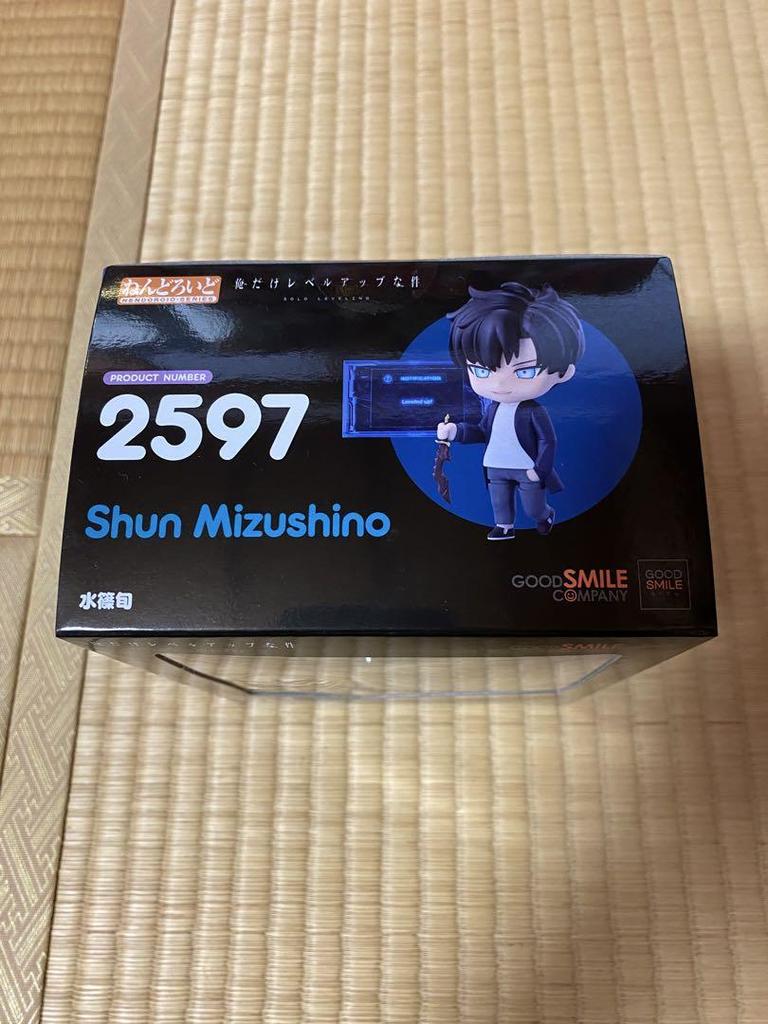 ねんどろいど
NENDOROID SERIES
俺だけレベルアップな件
SOLO LEVELING
PRODUCT NUMBER
2597
NOTIFICATION
Leveled up!
Shun Mizushino
水篠旬
GOOD SMILE
COMPANY
GOOD
SMILE